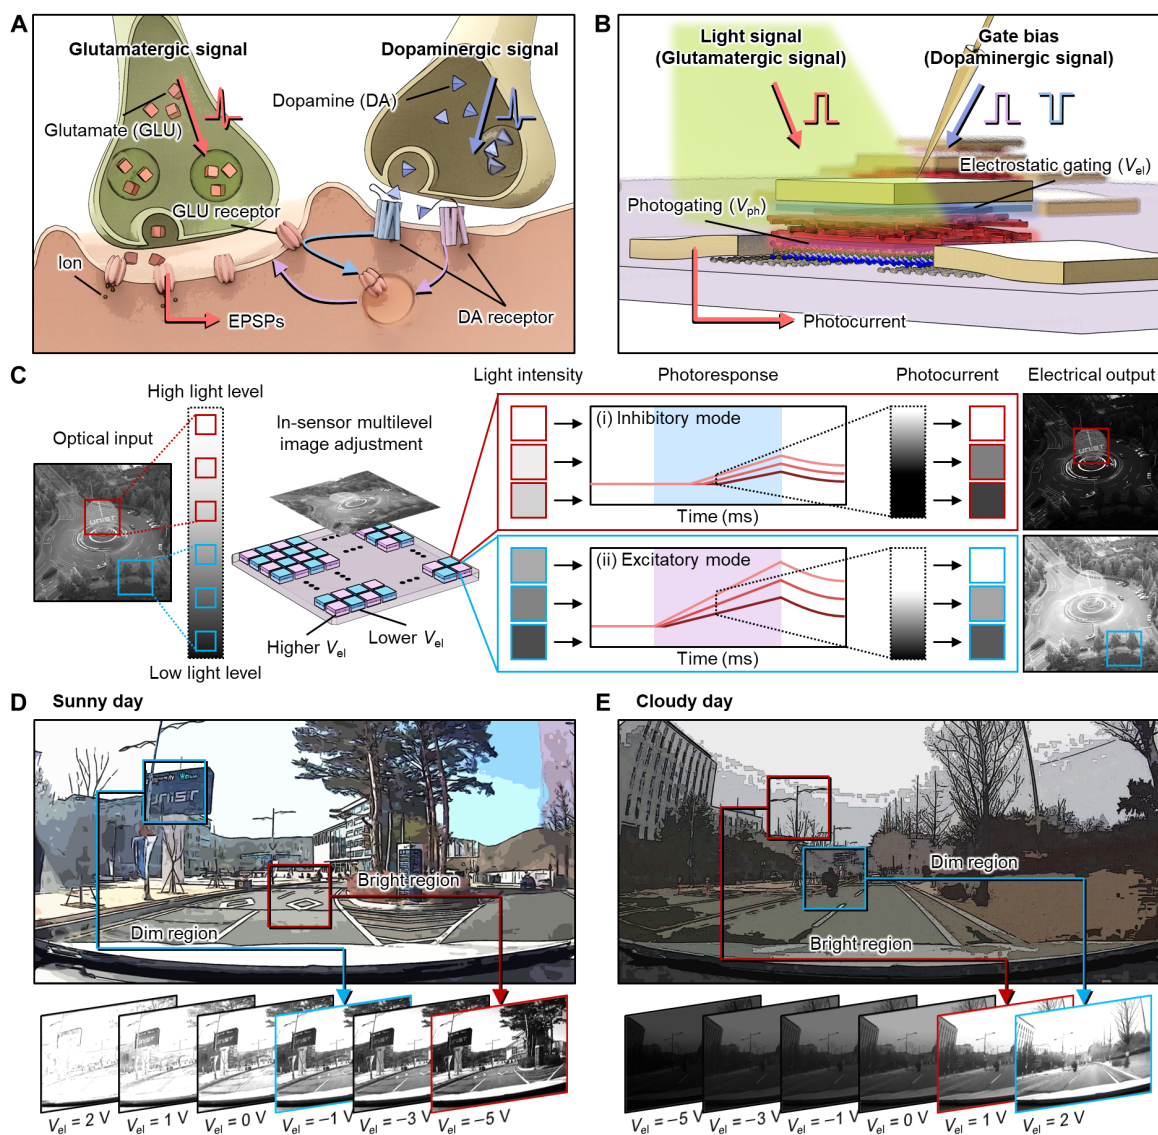 A
Glutamatergic signal
Dopaminergic signal
Dopamine (DA)
Glutamate (GLU)
GLU receptor
Ion
EPSPs
DA receptor
B
Light signal
(Glutamatergic signal)
Gate bias
(Dopaminergic signal)
Electrostatic gating (Vel)
Photogating (Vph)
Photocurrent
C
High light level
Optical input
UNIST
Low light level
In-sensor multilevel
image adjustment
Higher Vel
Lower Vel
Light intensity
Photoresponse
Photocurrent
Electrical output
(i) Inhibitory mode
Time (ms)
(ii) Excitatory mode
Time (ms)
UNIST
D
Sunny day
UNIST
Bright region
Dim region
Vel = 2 V
Vel = 1 V
Vel = 0 V
Vel = −1 V
Vel = −3 V
Vel = −5 V
E
Cloudy day
Dim region
Bright region
Vel = −5 V
Vel = −3 V
Vel = −1 V
Vel = 0 V
Vel = 1 V
Vel = 2 V